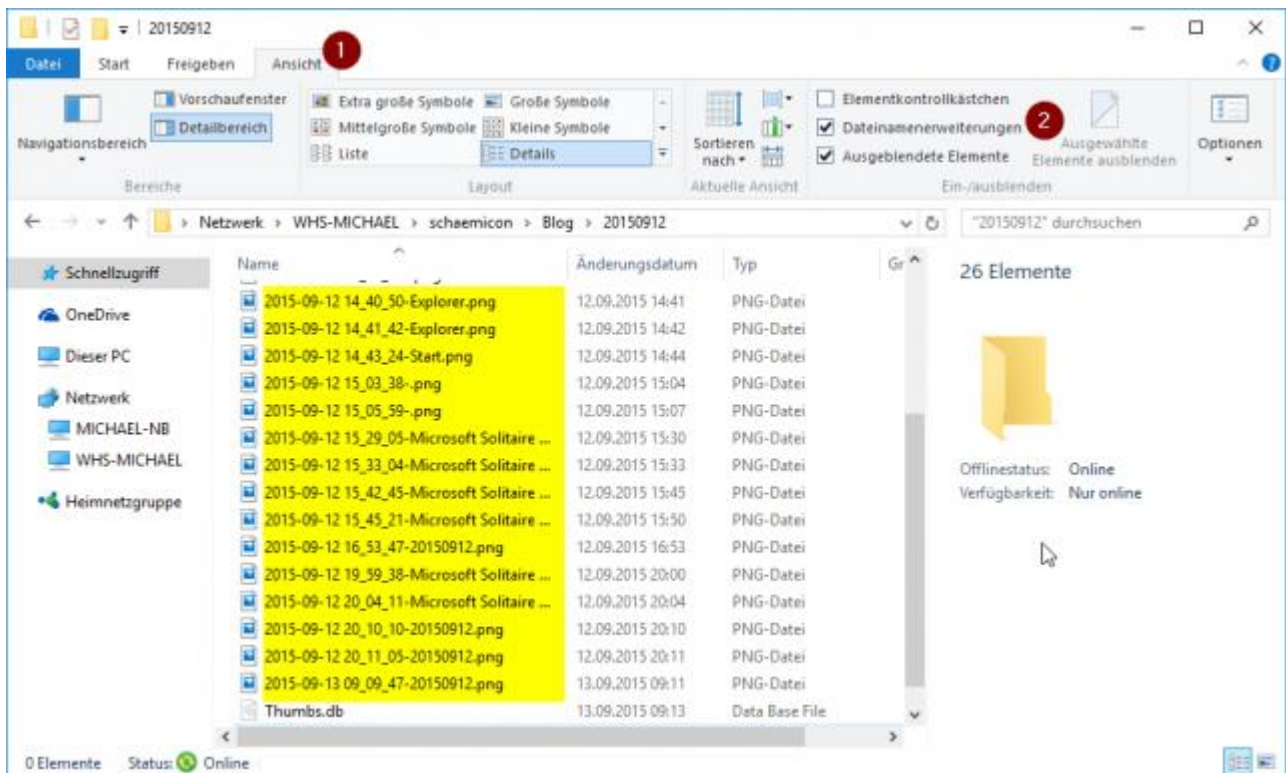 20150912
Datei Start Freigeben Ansicht 1
Vorschaufenster Extra große Symbole Große Symbole Elementkontrollkästchen
Detailbereich Mittelgroße Symbole Kleine Symbole Dateinamenerweiterungen 2
Navigationsbereich Liste Details Sortieren nach Ausgeblendete Elemente Ausgewählte Elemente ausblenden Optionen
Bereiche Layout Aktuelle Ansicht Ein-/ausblenden
Netzwerk > WHS-MICHAEL > schaemicon > Blog > 20150912 "20150912" durchsuchen
Name Änderungsdatum Typ Gr
26 Elemente
Schnellzugriff
OneDrive
Dieser PC
Netzwerk
MICHAEL-NB
WHS-MICHAEL
Heimnetzgruppe
2015-09-12 14_40_50-Explorer.png 12.09.2015 14:41 PNG-Datei
2015-09-12 14_41_42-Explorer.png 12.09.2015 14:42 PNG-Datei
2015-09-12 14_43_24-Start.png 12.09.2015 14:44 PNG-Datei
2015-09-12 15_03_38-.png 12.09.2015 15:04 PNG-Datei
2015-09-12 15_05_59-.png 12.09.2015 15:07 PNG-Datei
2015-09-12 15_29_05-Microsoft Solitaire ... 12.09.2015 15:30 PNG-Datei
2015-09-12 15_33_04-Microsoft Solitaire ... 12.09.2015 15:33 PNG-Datei
2015-09-12 15_42_45-Microsoft Solitaire ... 12.09.2015 15:45 PNG-Datei
2015-09-12 15_45_21-Microsoft Solitaire ... 12.09.2015 15:50 PNG-Datei
2015-09-12 16_53_47-20150912.png 12.09.2015 16:53 PNG-Datei
2015-09-12 19_59_38-Microsoft Solitaire ... 12.09.2015 20:00 PNG-Datei
2015-09-12 20_04_11-Microsoft Solitaire ... 12.09.2015 20:04 PNG-Datei
2015-09-12 20_10_10-20150912.png 12.09.2015 20:10 PNG-Datei
2015-09-12 20_11_05-20150912.png 12.09.2015 20:11 PNG-Datei
2015-09-13 09_09_47-20150912.png 13.09.2015 09:11 PNG-Datei
Thumbs.db 13.09.2015 09:13 Data Base File
Offlinestatus: Online
Verfügbarkeit: Nur online
0 Elemente Status: Online